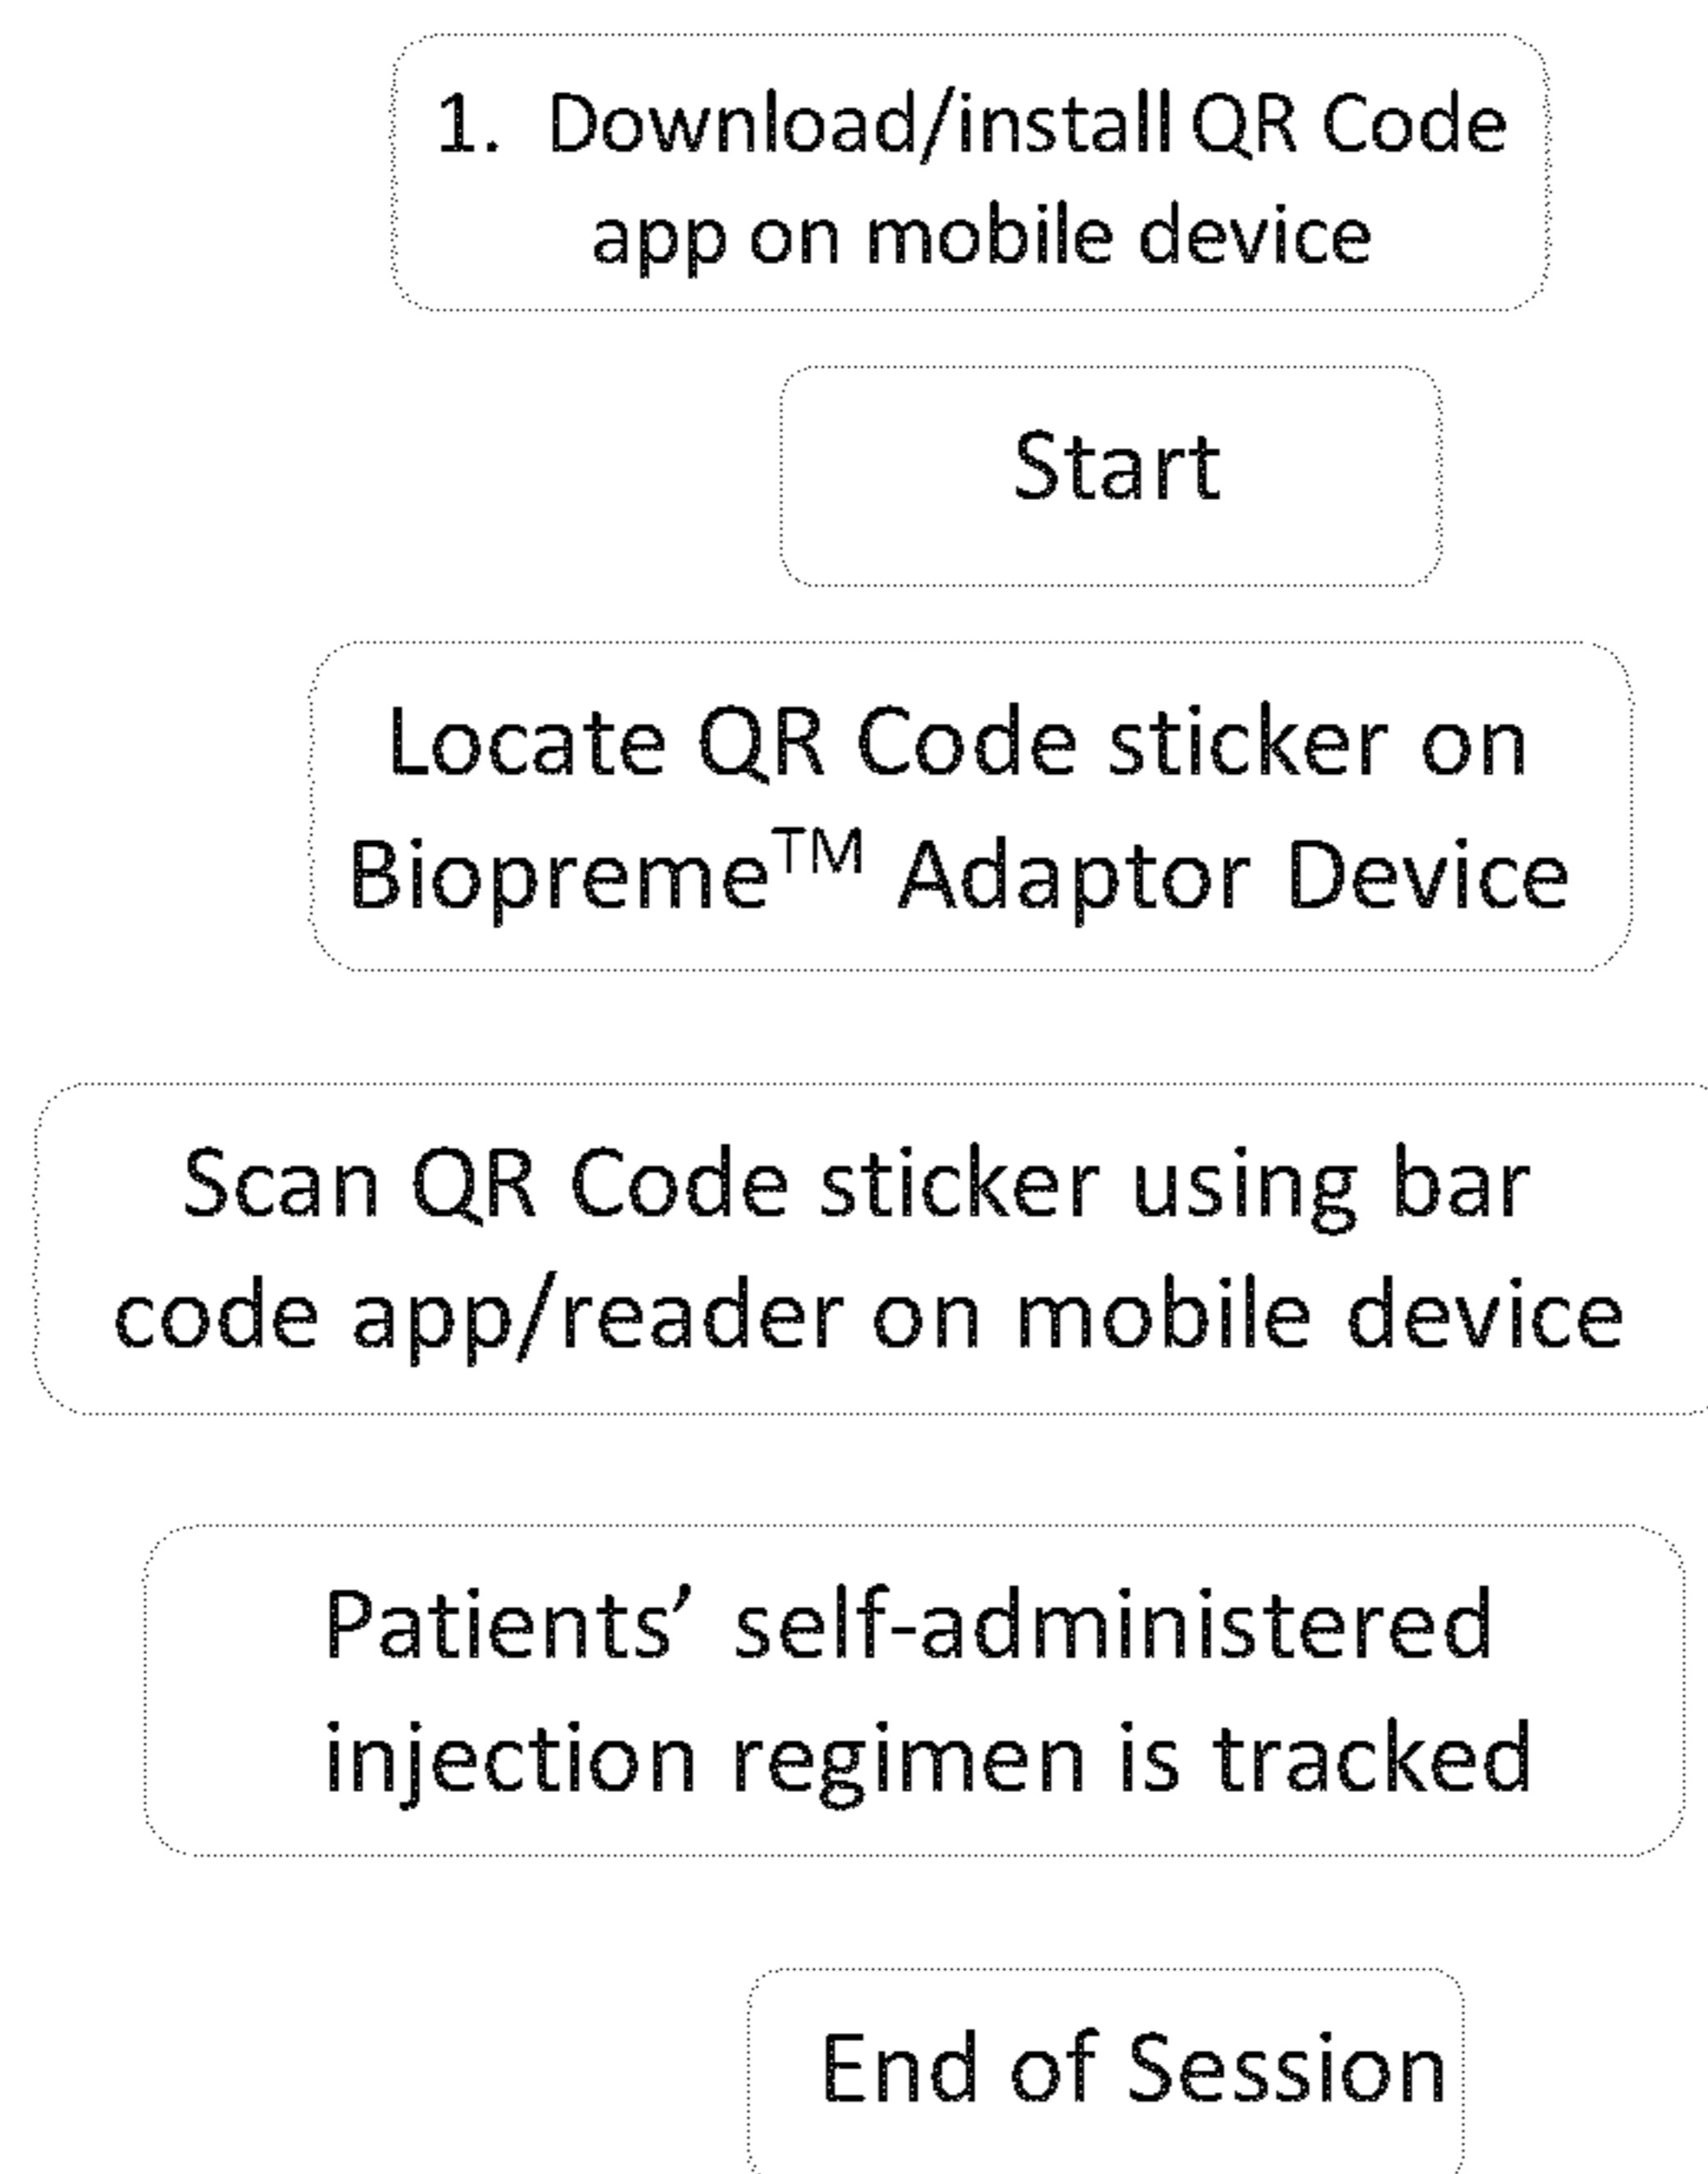 1. Download/install QR Code
app on mobile device
Start
Locate QR Code sticker on
Biopreme™ Adaptor Device
Scan QR Code sticker using bar
code app/reader on mobile device
Patients’ self-administered
injection regimen is tracked
End of Session